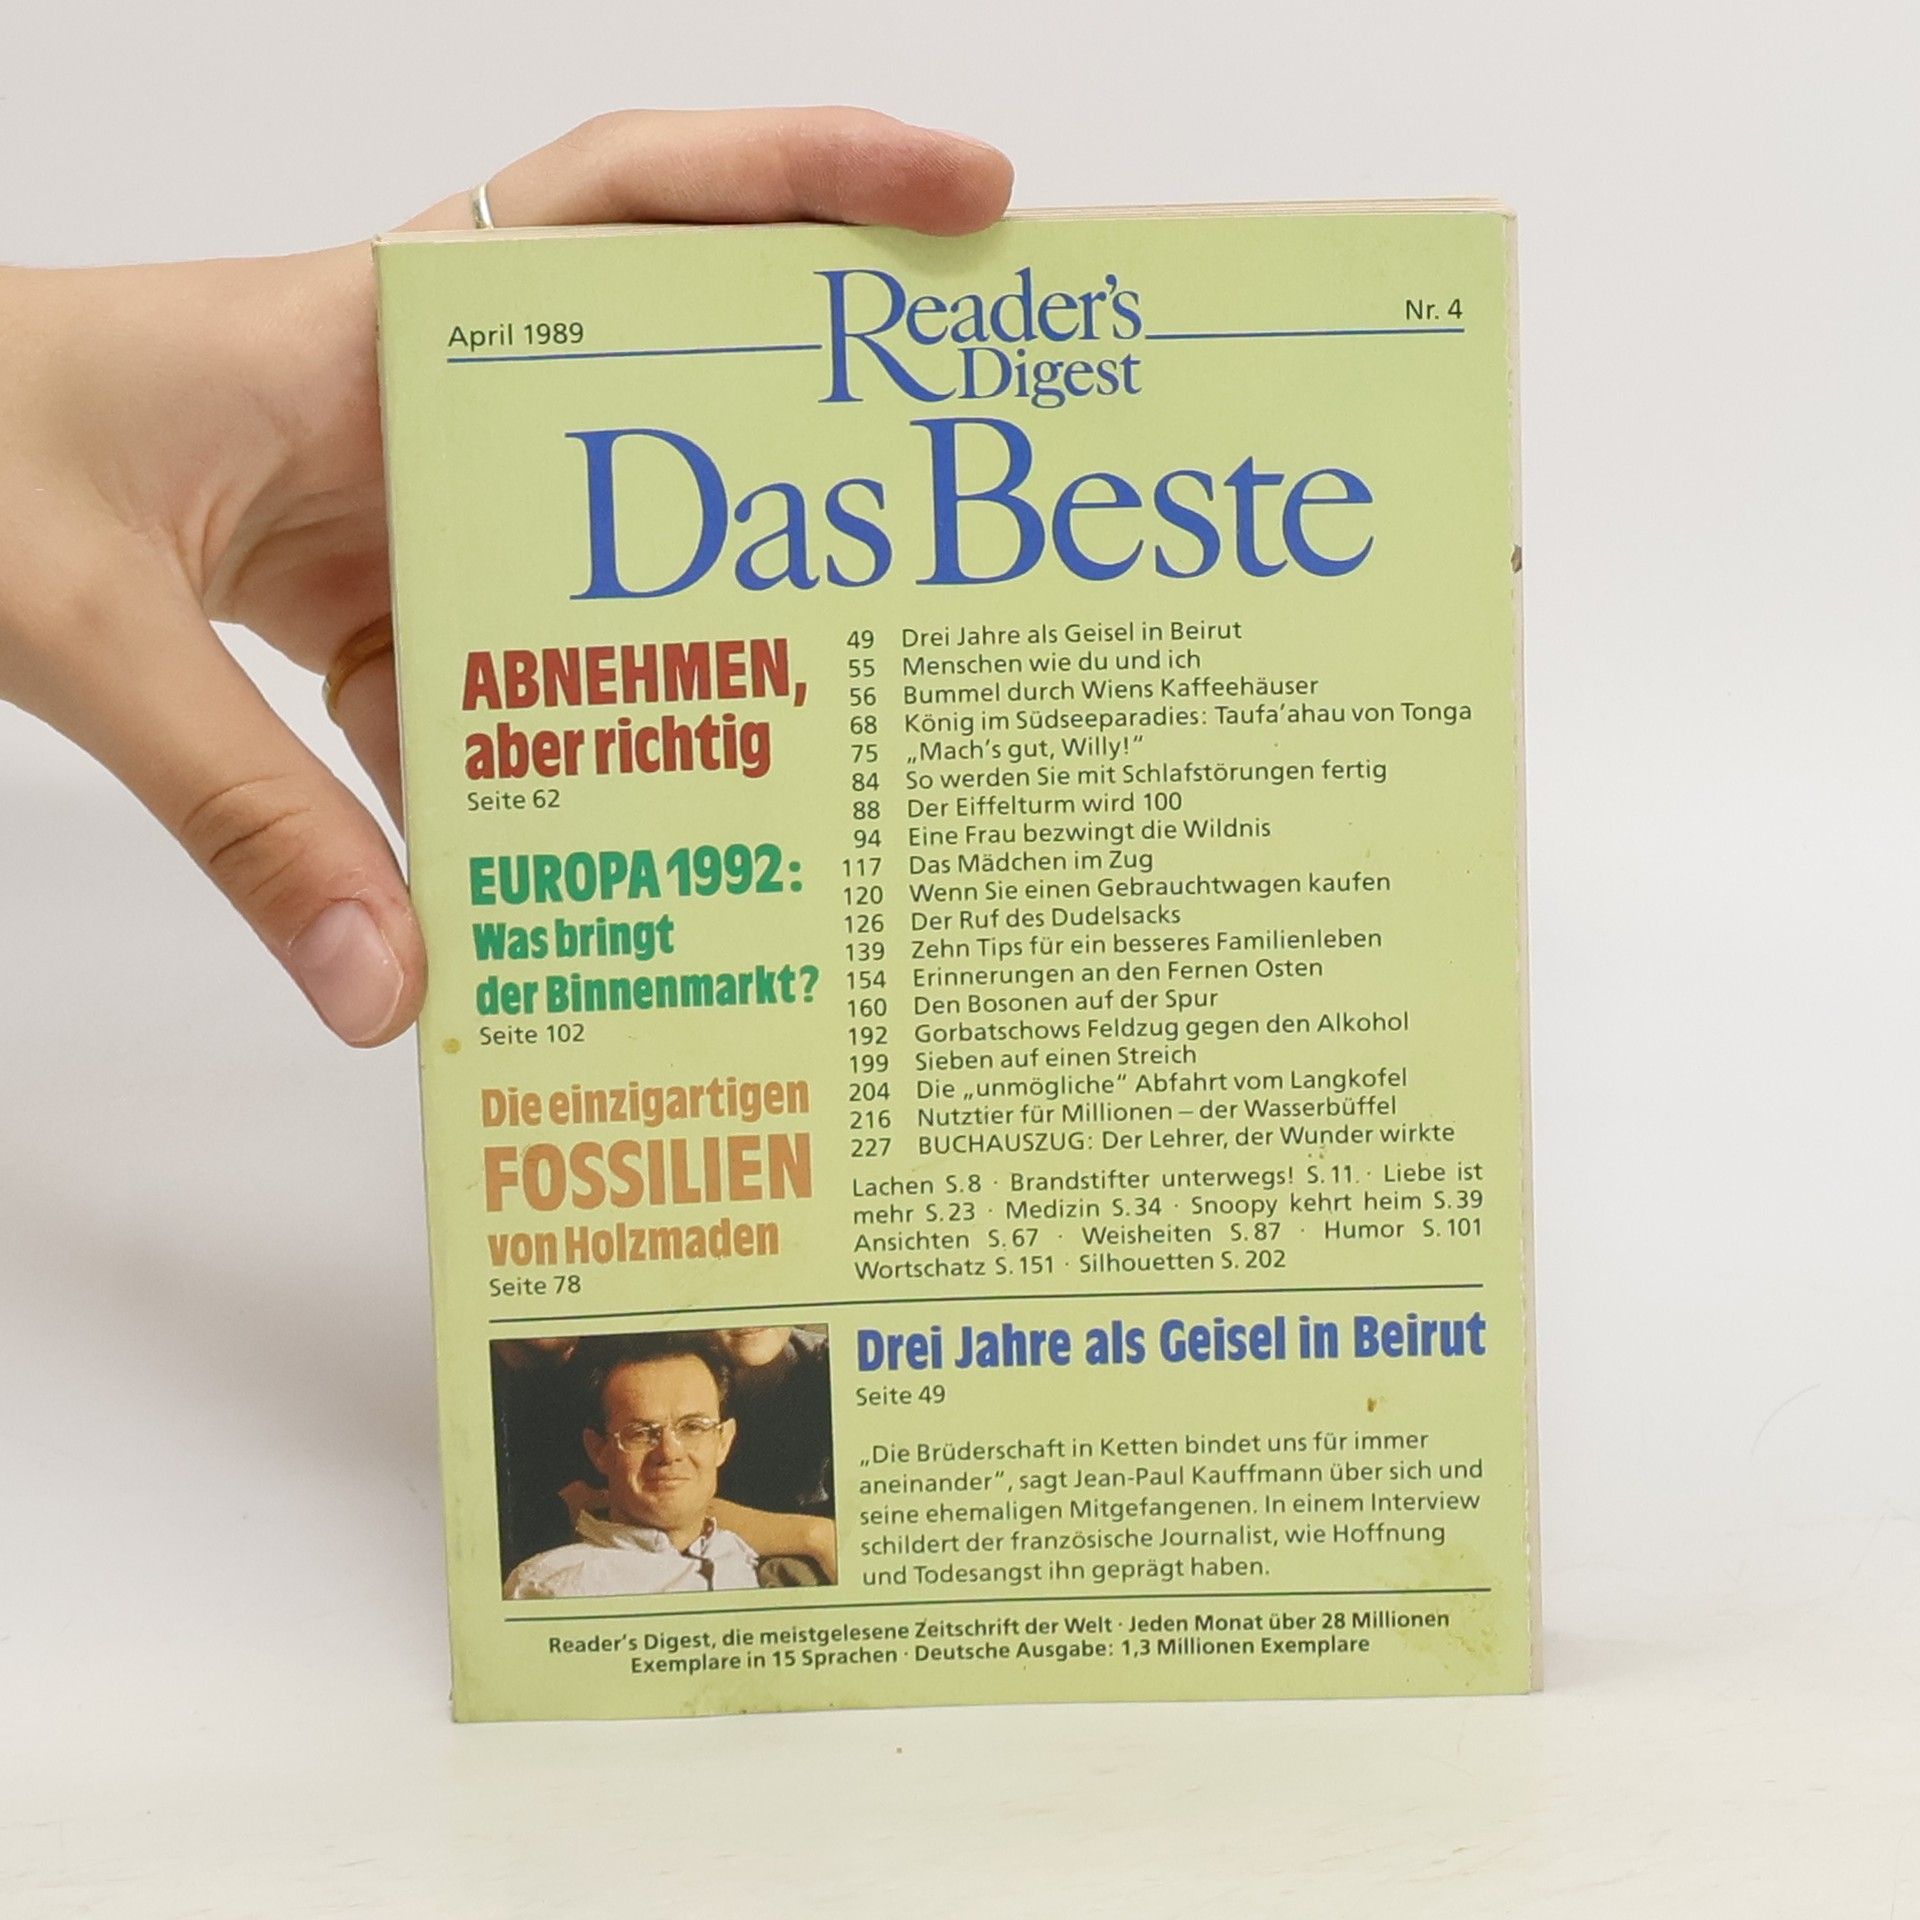 April 1989
Reader's
Digest
Nr. 4
Das Beste
ABNEHMEN,
aber richtig
Seite 62
EUROPA 1992:
Was bringt
der Binnenmarkt?
Seite 102
Die einzigartigen
FOSSILIEN
von Holzmaden
Seite 78
49 Drei Jahre als Geisel in Beirut
55 Menschen wie du und ich
56 Bummel durch Wiens Kaffeehäuser
68 König im Südseeparadies: Taufa'ahau von Tonga
75 „Mach's gut, Willy!“
84 So werden Sie mit Schlafstörungen fertig
88 Der Eiffelturm wird 100
94 Eine Frau bezwingt die Wildnis
117 Das Mädchen im Zug
120 Wenn Sie einen Gebrauchtwagen kaufen
126 Der Ruf des Dudelsacks
139 Zehn Tips für ein besseres Familienleben
154 Erinnerungen an den Fernen Osten
160 Den Bosonen auf der Spur
192 Gorbatschows Feldzug gegen den Alkohol
199 Sieben auf einen Streich
204 Die „unmögliche“ Abfahrt vom Langkofel
216 Nutztier für Millionen – der Wasserbüffel
227 BUCHAUSZUG: Der Lehrer, der Wunder wirkte
Lachen S. 8 · Brandstifter unterwegs! S. 11 · Liebe ist
mehr S. 23 · Medizin S. 34 · Snoopy kehrt heim S. 39
Ansichten S. 67 · Weisheiten S. 87 · Humor S. 101
Wortschatz S. 151 · Silhouetten S. 202
Drei Jahre als Geisel in Beirut
Seite 49
„Die Brüderschaft in Ketten bindet uns für immer
aneinander“, sagt Jean-Paul Kauffmann über sich und
seine ehemaligen Mitgefangenen. In einem Interview
schildert der französische Journalist, wie Hoffnung
und Todesangst ihn geprägt haben.
Reader's Digest, die meistgelesene Zeitschrift der Welt · Jeden Monat über 28 Millionen
Exemplare in 15 Sprachen · Deutsche Ausgabe: 1,3 Millionen Exemplare